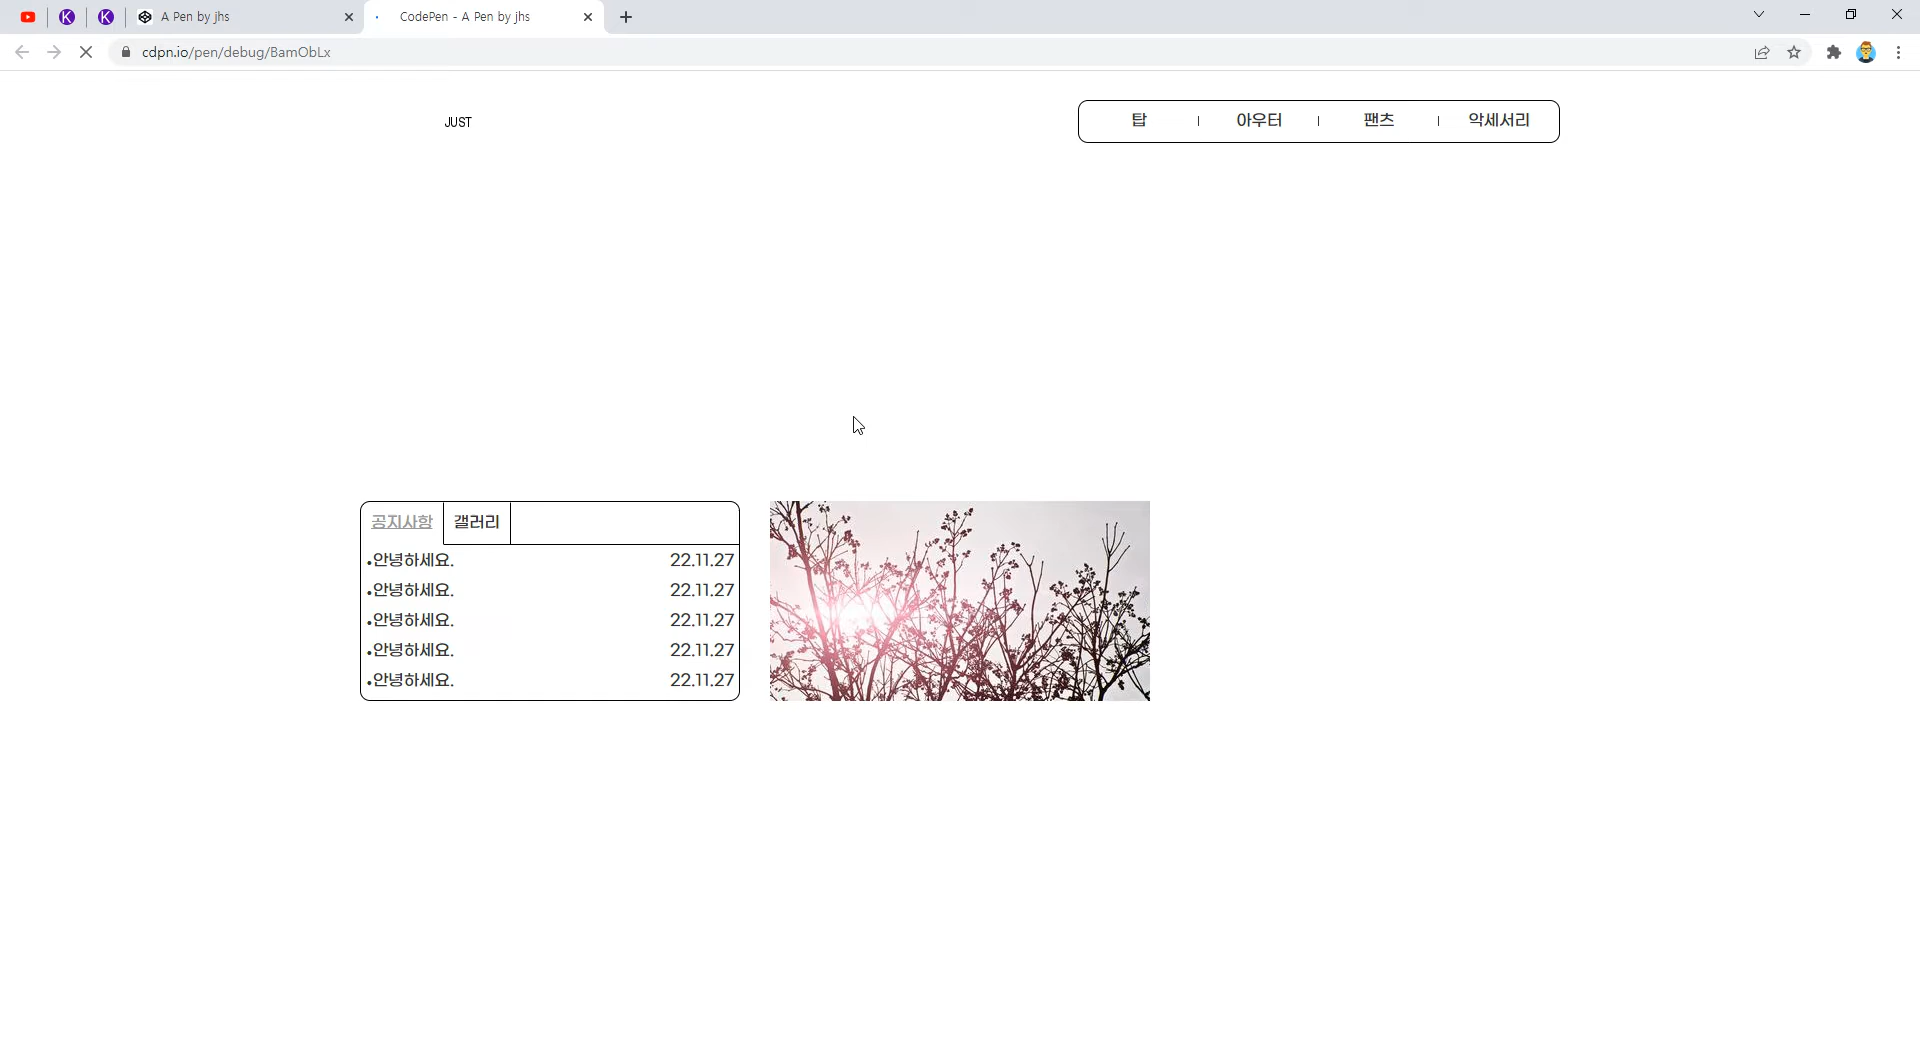 A Pen by jhs
CodePen - A Pen by jhs
cdpn.io/pen/debug/BamObLx
JUST
탑
아우터
팬츠
악세서리
공지사항
갤러리
•안녕하세요. 22.11.27
•안녕하세요. 22.11.27
•안녕하세요. 22.11.27
•안녕하세요. 22.11.27
•안녕하세요. 22.11.27